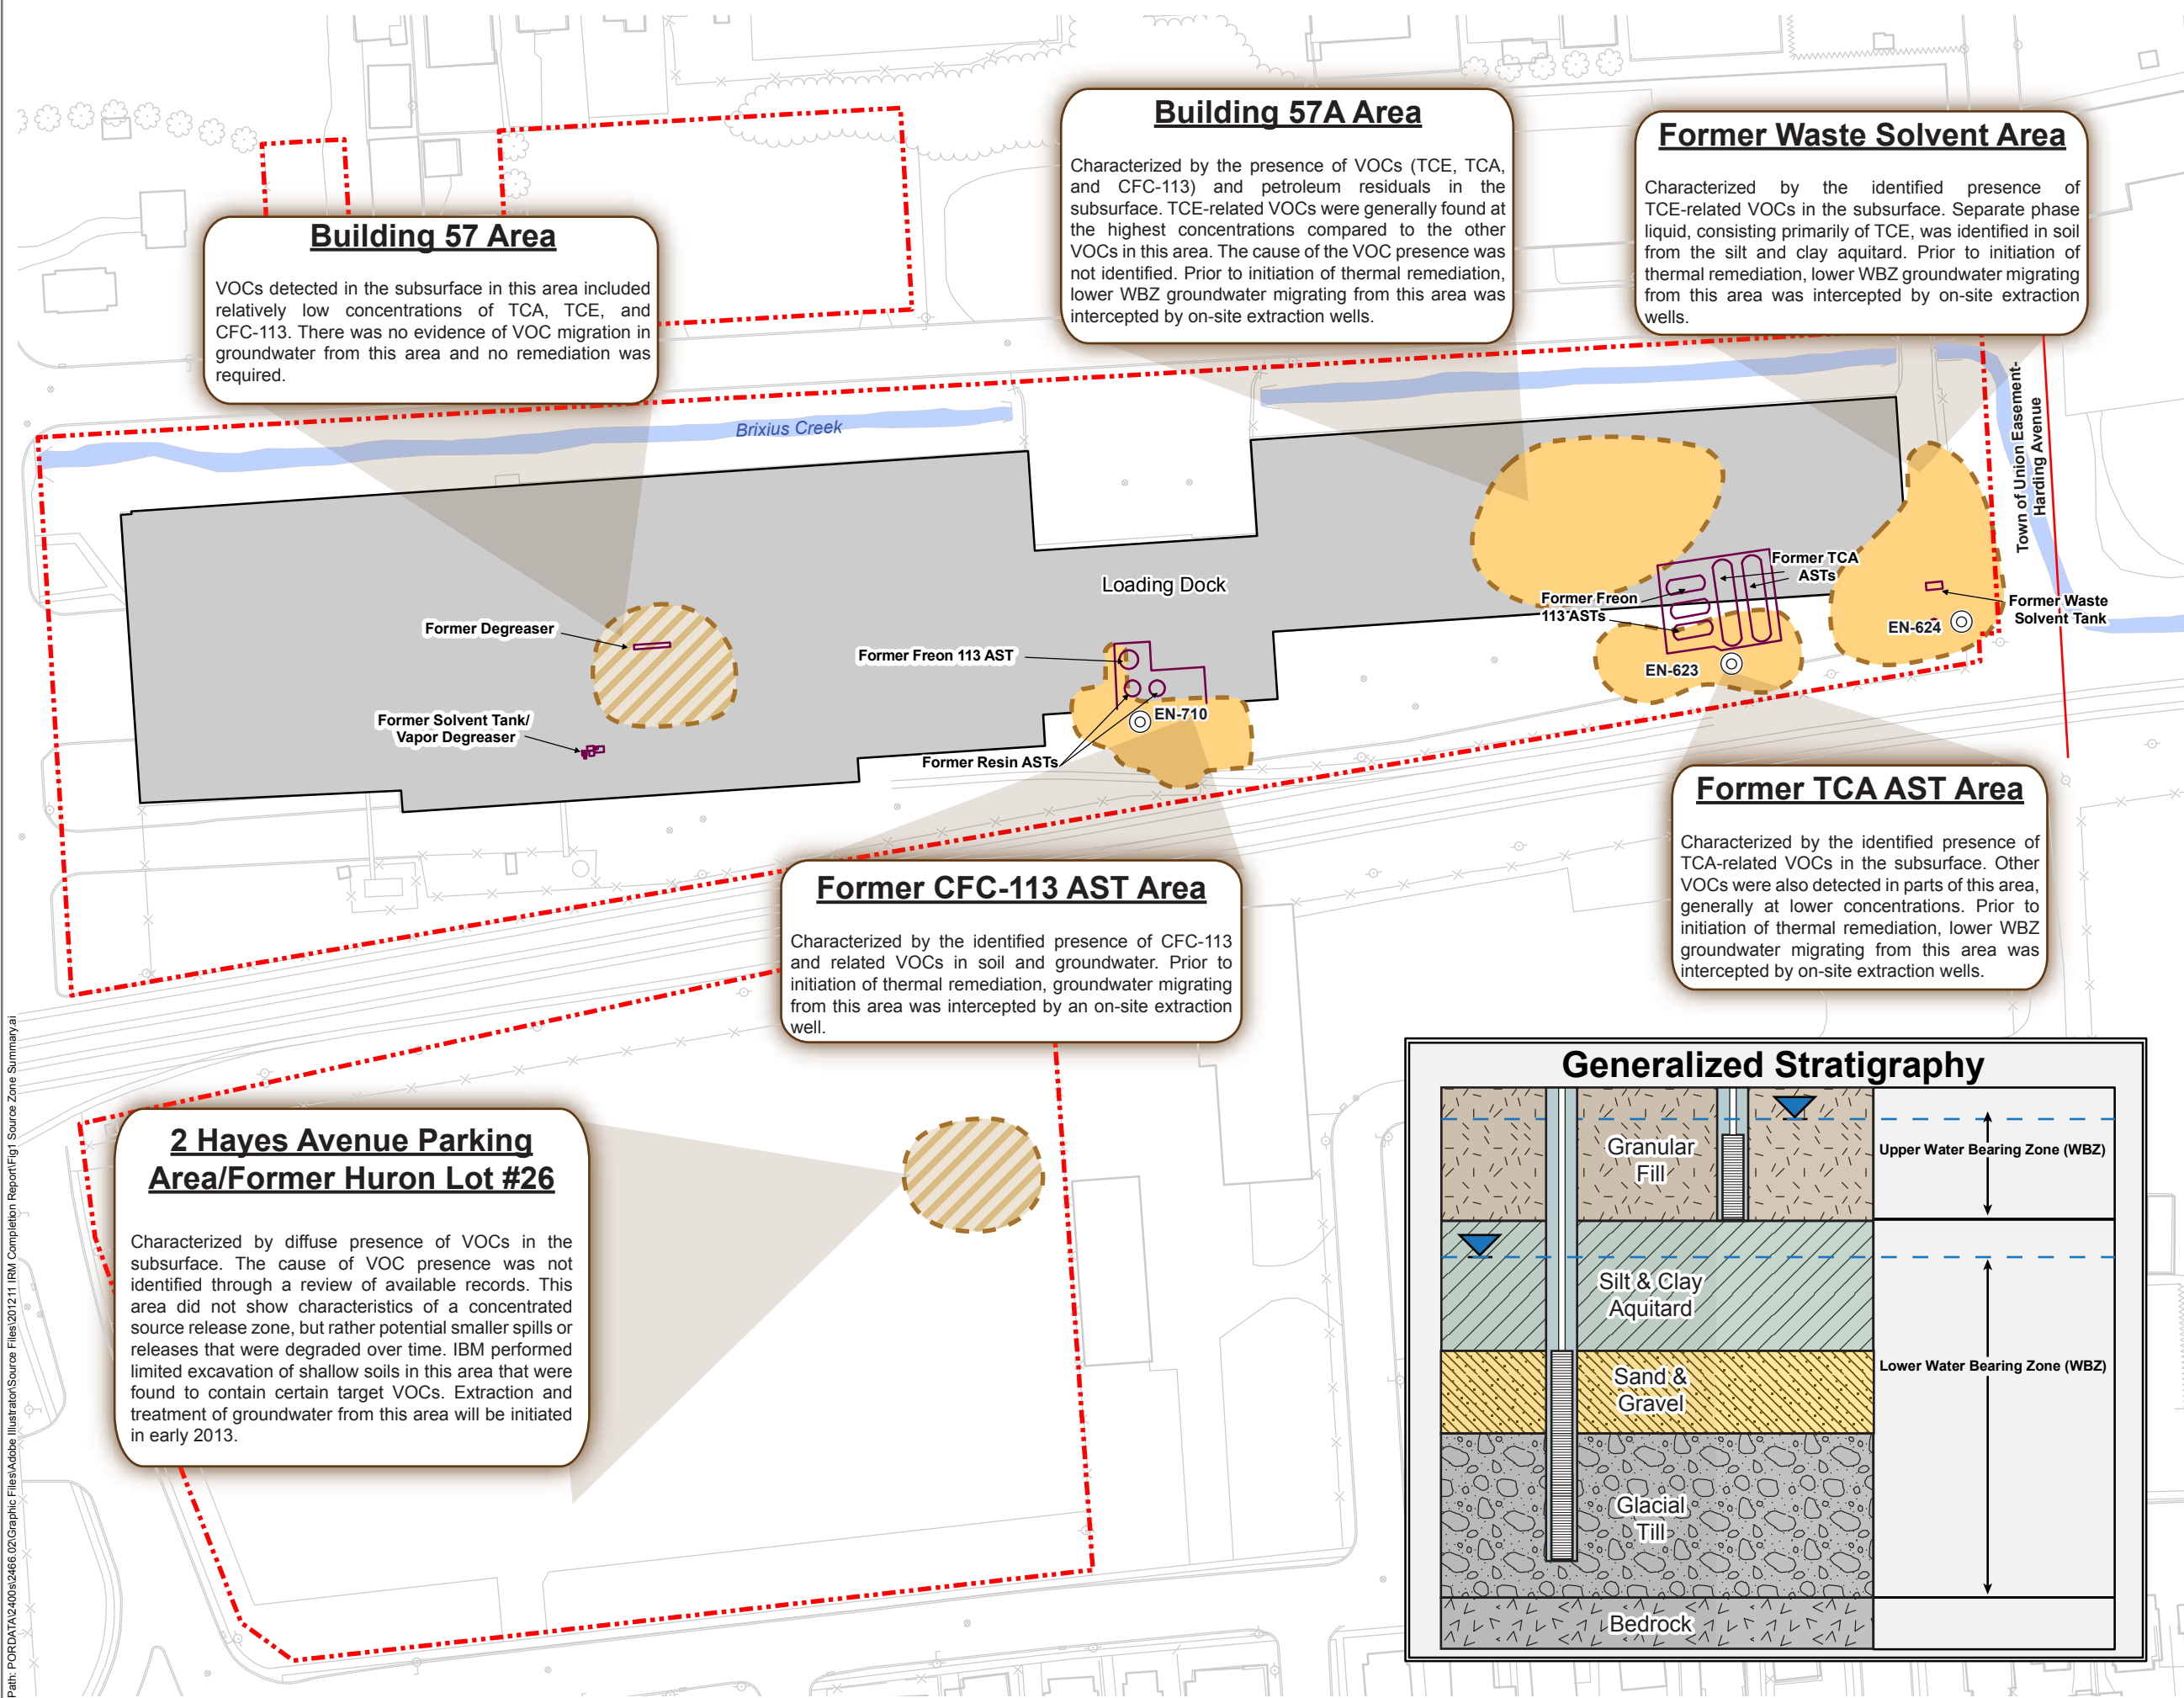 Building 57 Area
VOCs detected in the subsurface in this area included
relatively low concentrations of TCA, TCE, and
CFC-113. There was no evidence of VOC migration in
groundwater from this area and no remediation was
required.
Building 57A Area
Characterized by the presence of VOCs (TCE, TCA,
and CFC-113) and petroleum residuals in the
subsurface. TCE-related VOCs were generally found at
the highest concentrations compared to the other
VOCs in this area. The cause of the VOC presence was
not identified. Prior to initiation of thermal remediation,
lower WBZ groundwater migrating from this area was
intercepted by on-site extraction wells.
Former Waste Solvent Area
Characterized by the identified presence of
TCE-related VOCs in the subsurface. Separate phase
liquid, consisting primarily of TCE, was identified in soil
from the silt and clay aquitard. Prior to initiation of
thermal remediation, lower WBZ groundwater migrating
from this area was intercepted by on-site extraction
wells.
Brixius Creek
Town of Union Easement-
Harding Avenue
Loading Dock
Former TCA
ASTs
Former Freon
113 ASTs
Former Waste
Solvent Tank
EN-624
EN-623
Former Degreaser
Former Freon 113 AST
EN-710
Former Solvent Tank/
Vapor Degreaser
Former Resin ASTs
Former TCA AST Area
Characterized by the identified presence of
TCA-related VOCs in the subsurface. Other
VOCs were also detected in parts of this area,
generally at lower concentrations. Prior to
initiation of thermal remediation, lower WBZ
groundwater migrating from this area was
intercepted by on-site extraction wells.
Former CFC-113 AST Area
Characterized by the identified presence of CFC-113
and related VOCs in soil and groundwater. Prior to
initiation of thermal remediation, groundwater migrating
from this area was intercepted by an on-site extraction
well.
2 Hayes Avenue Parking
Area/Former Huron Lot #26
Characterized by diffuse presence of VOCs in the
subsurface. The cause of VOC presence was not
identified through a review of available records. This
area did not show characteristics of a concentrated
source release zone, but rather potential smaller spills or
releases that were degraded over time. IBM performed
limited excavation of shallow soils in this area that were
found to contain certain target VOCs. Extraction and
treatment of groundwater from this area will be initiated
in early 2013.
Generalized Stratigraphy
Granular
Fill
Upper Water Bearing Zone (WBZ)
Silt & Clay
Aquitard
Lower Water Bearing Zone (WBZ)
Sand &
Gravel
Glacial
Till
Bedrock
Path: PORDATA\2400s\2466.02\Graphic Files\Adobe Illustrator\Source Files\201211 IRM Completion Report\Fig1 Source Zone Summary.ai